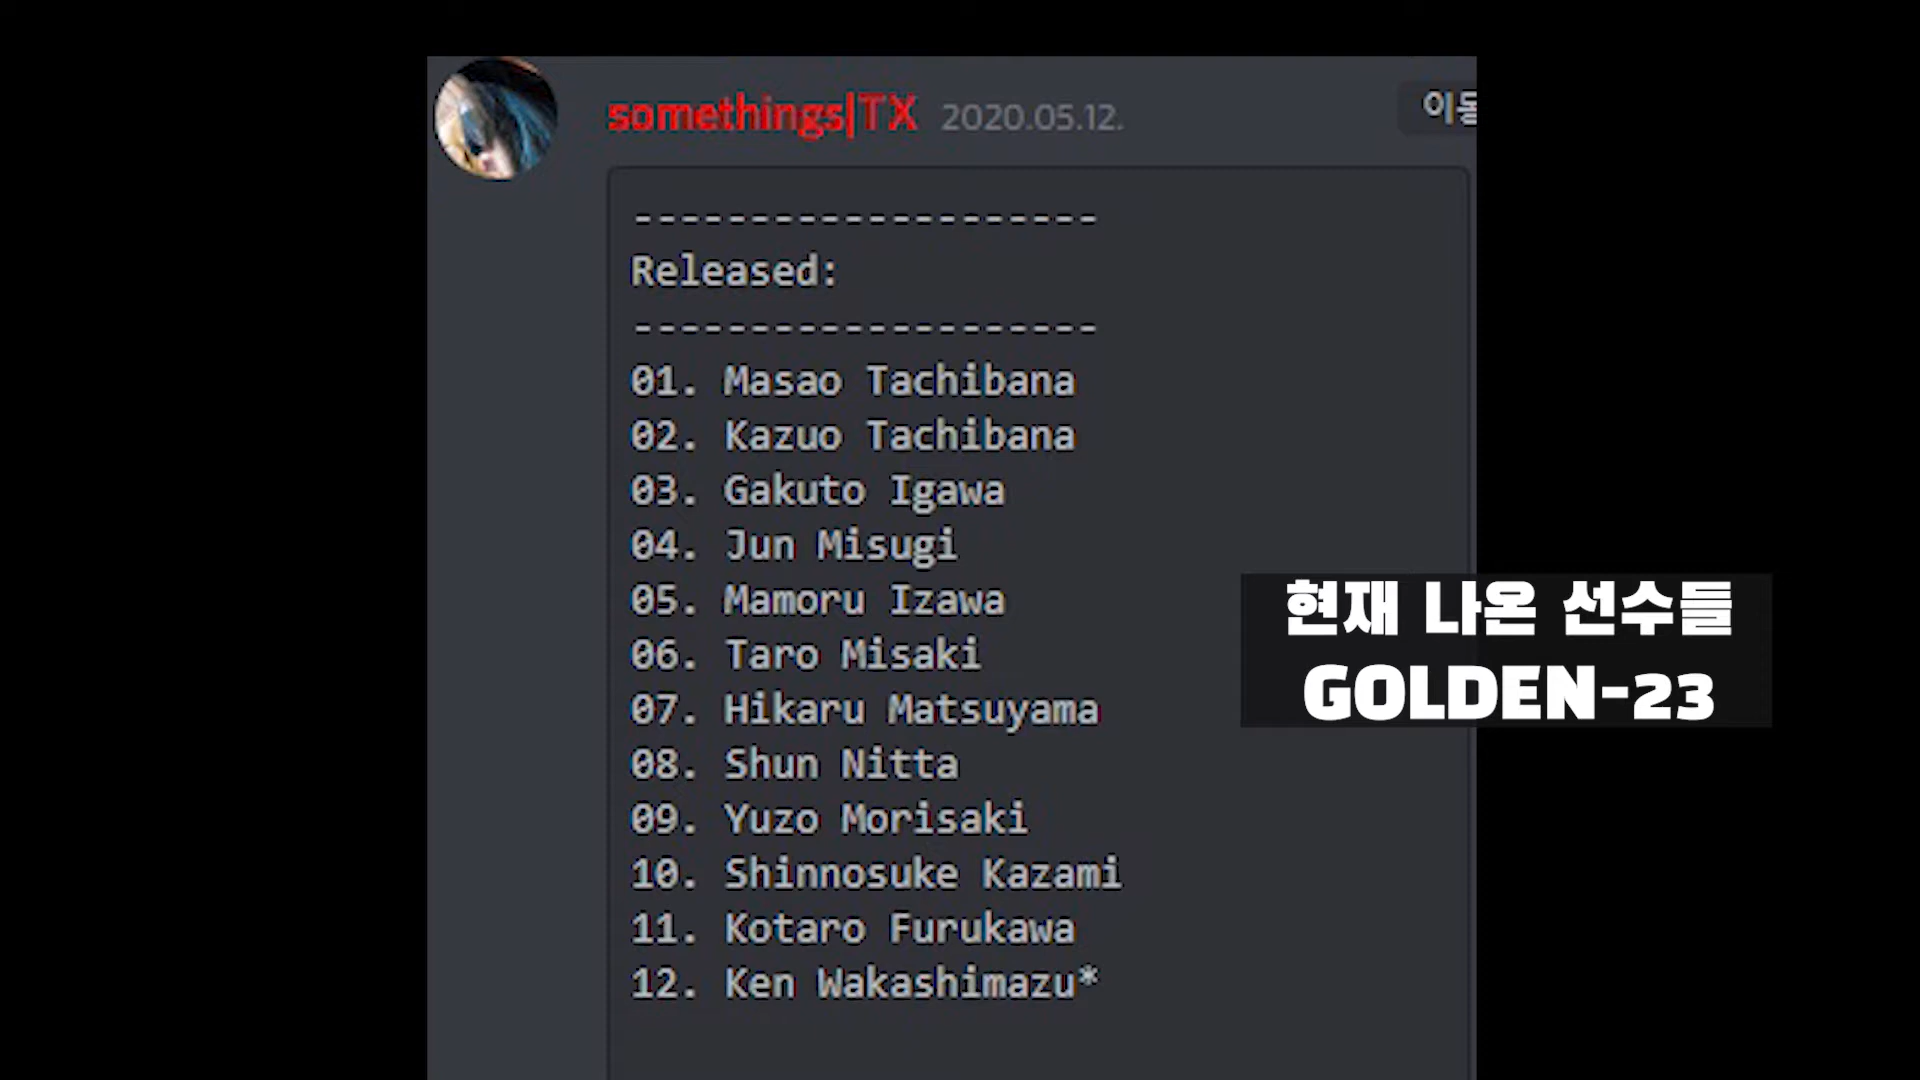 somethings|TX 2020.05.12.
---------------------
Released:
---------------------
01. Masao Tachibana
02. Kazuo Tachibana
03. Gakuto Igawa
04. Jun Misugi
05. Mamoru Izawa
06. Taro Misaki
07. Hikaru Matsuyama
08. Shun Nitta
09. Yuzo Morisaki
10. Shinnosuke Kazami
11. Kotaro Furukawa
12. Ken Wakashimazu*
현재 나온 선수들
GOLDEN-23